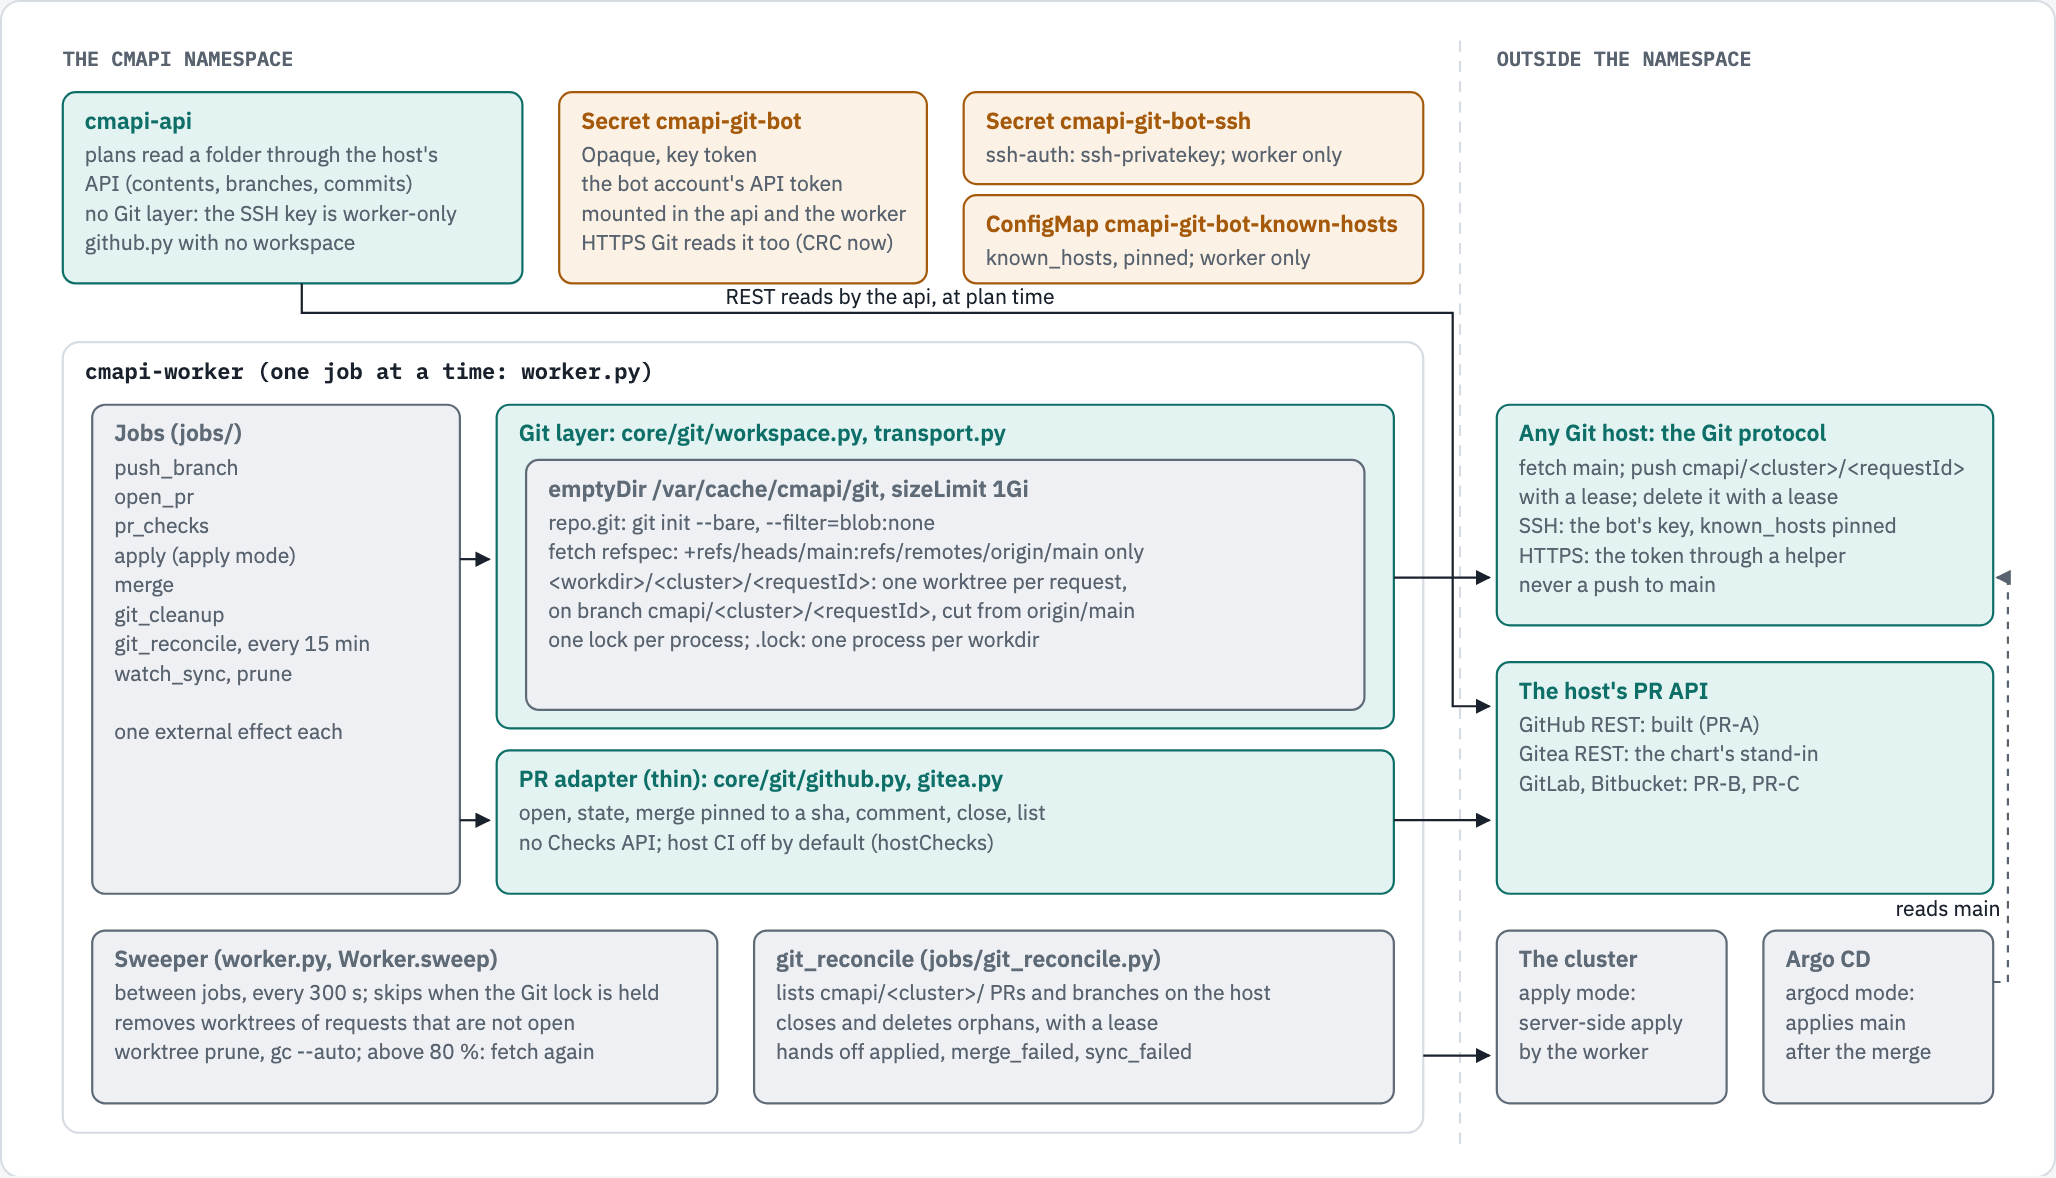 THE CMAPI NAMESPACE
OUTSIDE THE NAMESPACE
cmapi-api
plans read a folder through the host's
API (contents, branches, commits)
no Git layer: the SSH key is worker-only
github.py with no workspace
Secret cmapi-git-bot
Opaque, key token
the bot account's API token
mounted in the api and the worker
HTTPS Git reads it too (CRC now)
Secret cmapi-git-bot-ssh
ssh-auth: ssh-privatekey; worker only
ConfigMap cmapi-git-bot-known-hosts
known_hosts, pinned; worker only
REST reads by the api, at plan time
cmapi-worker (one job at a time: worker.py)
Jobs (jobs/)
push_branch
open_pr
pr_checks
apply (apply mode)
merge
git_cleanup
git_reconcile, every 15 min
watch_sync, prune
one external effect each
Git layer: core/git/workspace.py, transport.py
emptyDir /var/cache/cmapi/git, sizeLimit 1Gi
repo.git: git init --bare, --filter=blob:none
fetch refspec: +refs/heads/main:refs/remotes/origin/main only
<workdir>/<cluster>/<requestId>: one worktree per request,
on branch cmapi/<cluster>/<requestId>, cut from origin/main
one lock per process; .lock: one process per workdir
PR adapter (thin): core/git/github.py, gitea.py
open, state, merge pinned to a sha, comment, close, list
no Checks API; host CI off by default (hostChecks)
Any Git host: the Git protocol
fetch main; push cmapi/<cluster>/<requestId>
with a lease; delete it with a lease
SSH: the bot's key, known_hosts pinned
HTTPS: the token through a helper
never a push to main
The host's PR API
GitHub REST: built (PR-A)
Gitea REST: the chart's stand-in
GitLab, Bitbucket: PR-B, PR-C
reads main
Sweeper (worker.py, Worker.sweep)
between jobs, every 300 s; skips when the Git lock is held
removes worktrees of requests that are not open
worktree prune, gc --auto; above 80 %: fetch again
git_reconcile (jobs/git_reconcile.py)
lists cmapi/<cluster>/ PRs and branches on the host
closes and deletes orphans, with a lease
hands off applied, merge_failed, sync_failed
The cluster
apply mode:
server-side apply
by the worker
Argo CD
argocd mode:
applies main
after the merge